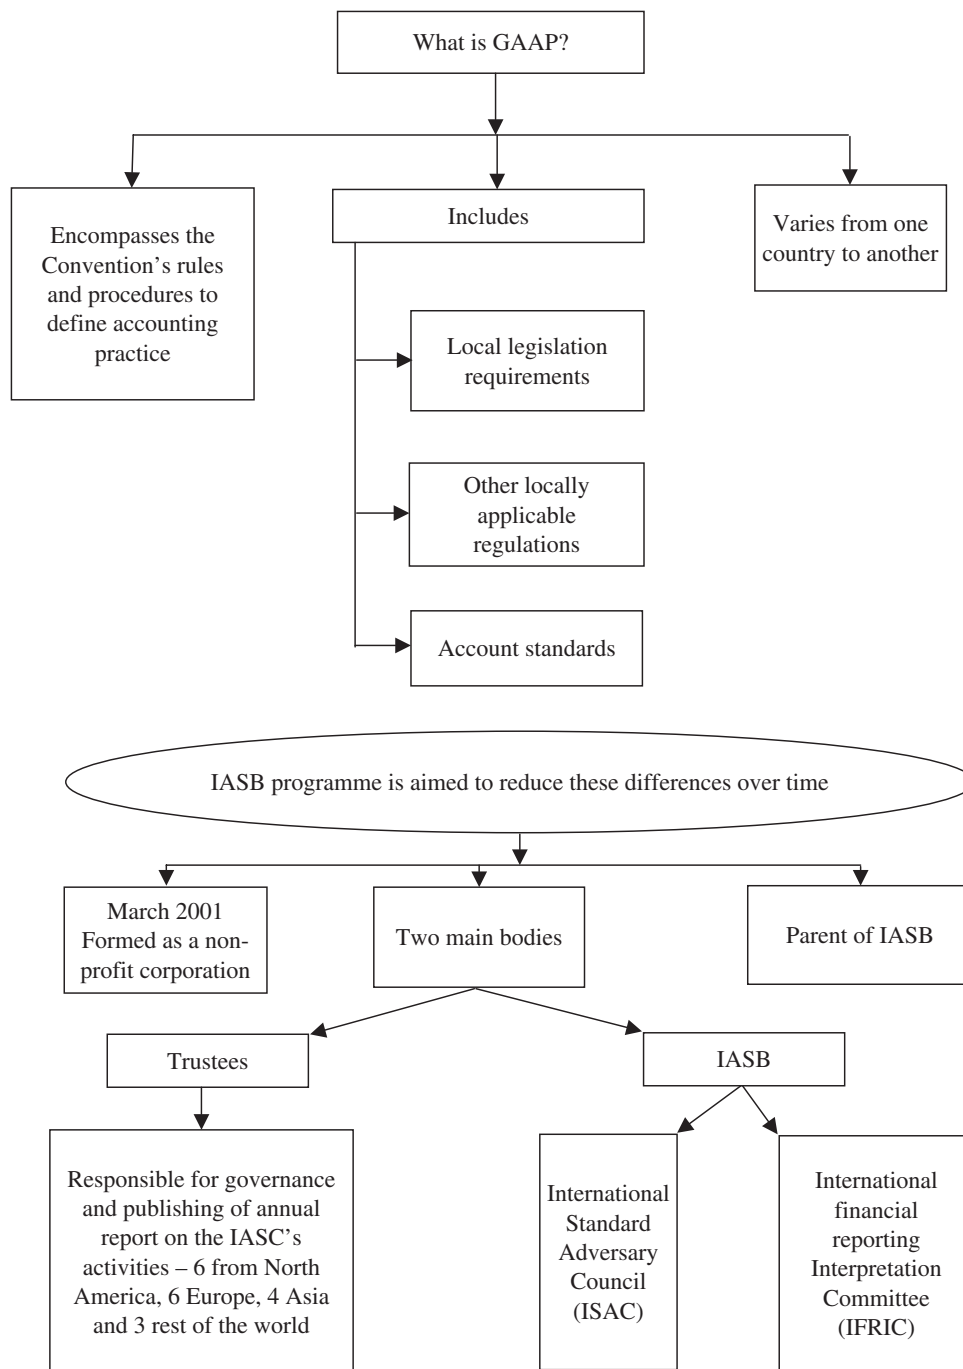 What is GAAP?
Encompasses the
Convention’s rules
and procedures to
define accounting
practice
Includes
Varies from one
country to another
Local legislation
requirements
Other locally
applicable
regulations
Account standards
IASB programme is aimed to reduce these differences over time
March 2001
Formed as a non-
profit corporation
Two main bodies
Parent of IASB
Trustees
IASB
Responsible for governance
and publishing of annual
report on the IASC’s
activities – 6 from North
America, 6 Europe, 4 Asia
and 3 rest of the world
International
Standard
Adversary
Council
(ISAC)
International
financial
reporting
Interpretation
Committee
(IFRIC)